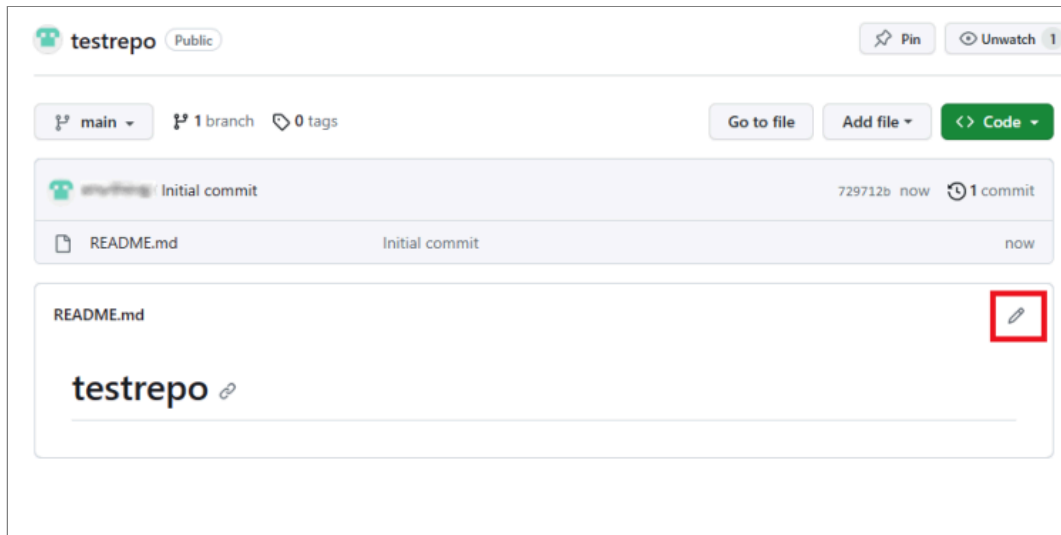 testrepo Public Pin Unwatch 1
main 1 branch 0 tags Go to file Add file <> Code
Initial commit 729712b now 1 commit
README.md Initial commit now
README.md
testrepo